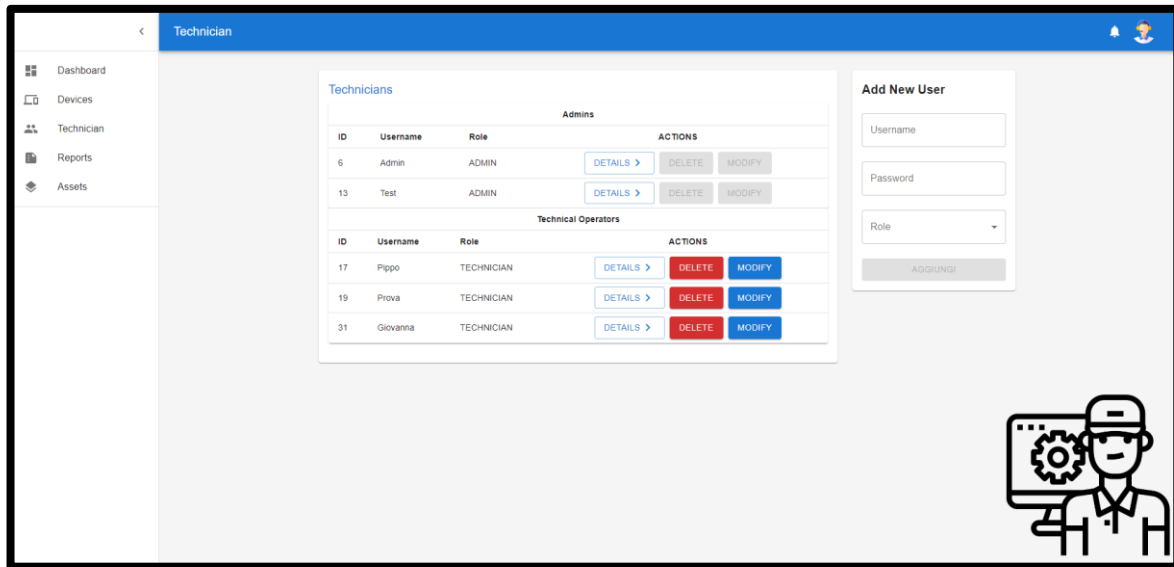 Technician
Dashboard
Devices
Technician
Reports
Assets
Technicians
Admins
ID Username Role ACTIONS
6 Admin ADMIN DETAILS DELETE MODIFY
13 Test ADMIN DETAILS DELETE MODIFY
Technical Operators
ID Username Role ACTIONS
17 Pippo TECHNICIAN DETAILS DELETE MODIFY
19 Prova TECHNICIAN DETAILS DELETE MODIFY
31 Giovanna TECHNICIAN DETAILS DELETE MODIFY
Add New User
Username
Password
Role
AGGIUNGI